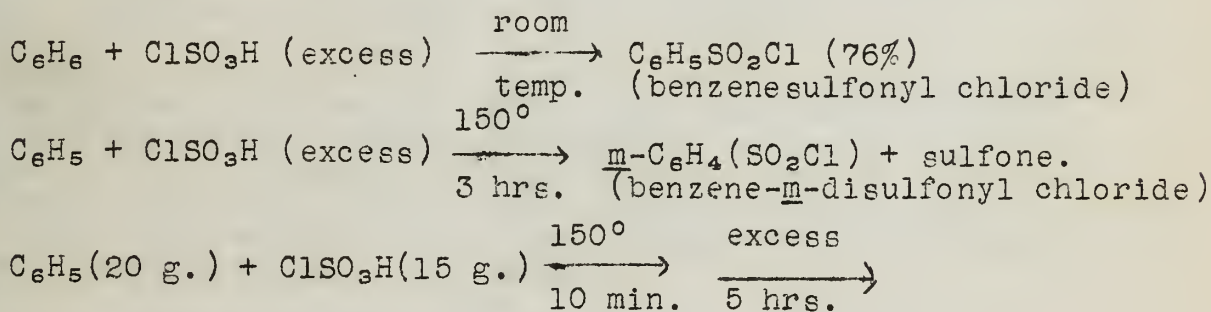 room
C₆H₆ + ClSO₃H (excess) ⟶ C₆H₅SO₂Cl (76%)
temp. (benzenesulfonyl chloride)
150°
C₆H₅ + ClSO₃H (excess) ⟶ m-C₆H₄(SO₂Cl) + sulfone.
3 hrs. (benzene-m-disulfonyl chloride)
150° excess
C₆H₅(20 g.) + ClSO₃H(15 g.) ⟶ ⟶
10 min. 5 hrs.